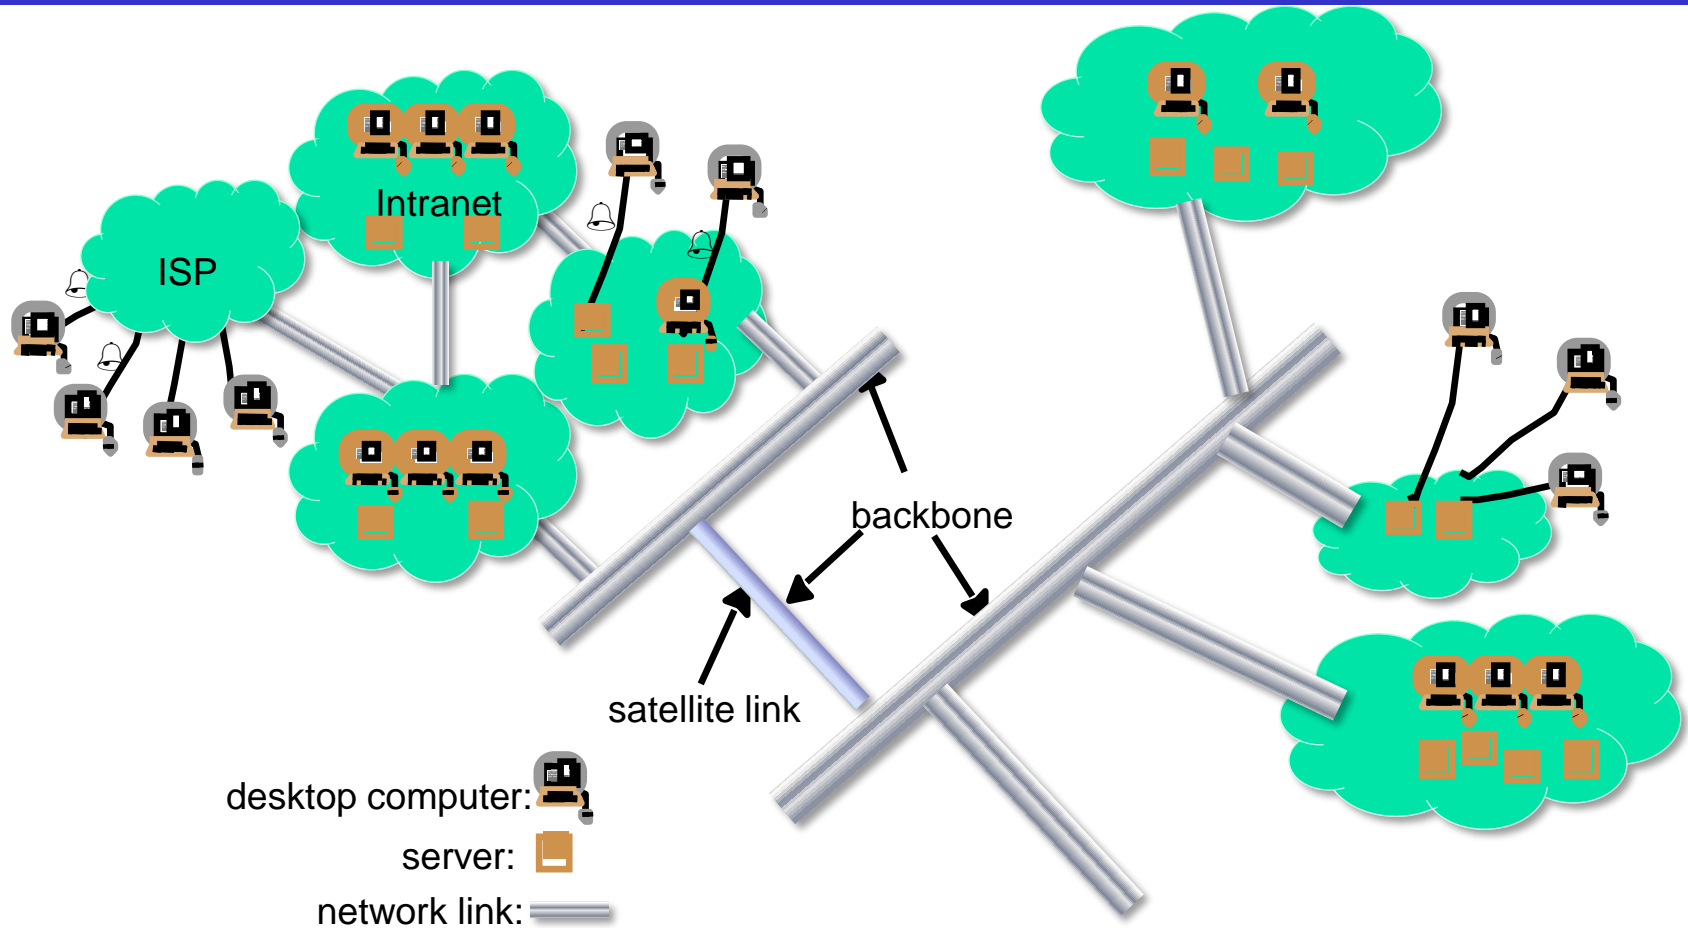 Intranet
ISP
backbone
satellite link
desktop computer:
server:
network link: